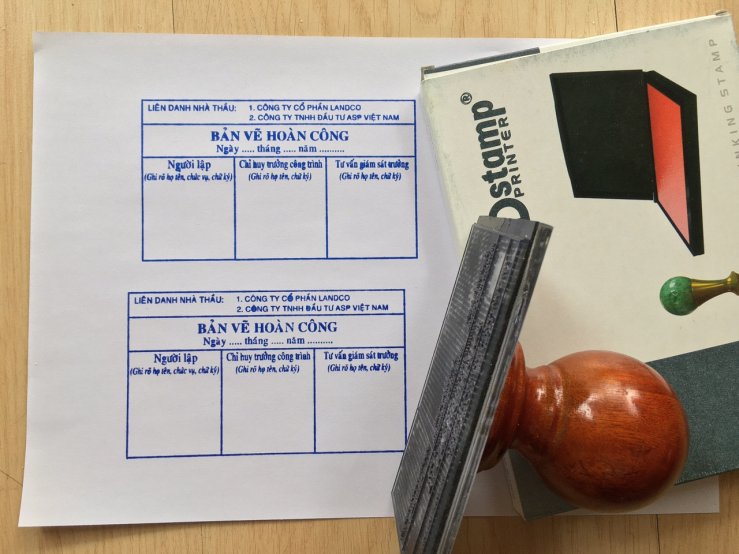 LIÊN DANH NHÀ THẦU: 1. CÔNG TY CỔ PHẦN LANDCO
2. CÔNG TY TNHH ĐẦU TƯ ASP VIỆT NAM
BẢN VẼ HOÀN CÔNG
Ngày ..... tháng ..... năm ..........
Người lập
(Ghi rõ họ tên, chức vụ, chữ ký)
Chỉ huy trưởng công trình
(Ghi rõ họ tên, chữ ký)
Tư vấn giám sát trưởng
(Ghi rõ họ tên, chữ ký)
LIÊN DANH NHÀ THẦU: 1. CÔNG TY CỔ PHẦN LANDCO
2. CÔNG TY TNHH ĐẦU TƯ ASP VIỆT NAM
BẢN VẼ HOÀN CÔNG
Ngày ..... tháng ..... năm ..........
Người lập
(Ghi rõ họ tên, chức vụ, chữ ký)
Chỉ huy trưởng công trình
(Ghi rõ họ tên, chữ ký)
Tư vấn giám sát trưởng
(Ghi rõ họ tên, chữ ký)
stamp®
PRINTER
STAMP